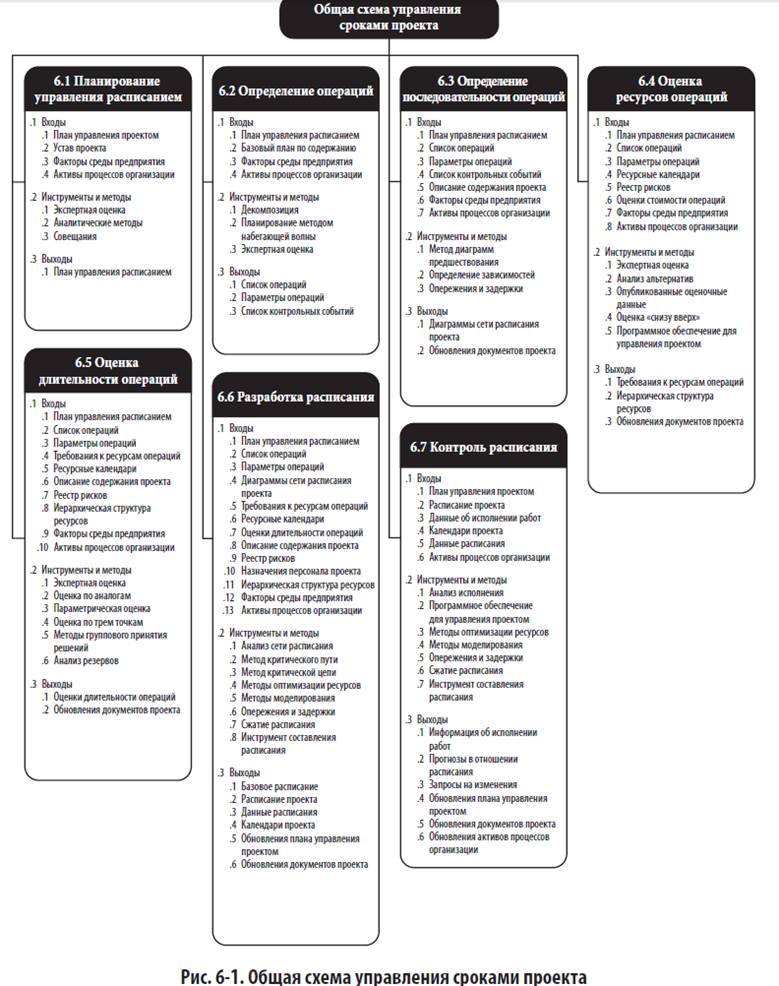 Общая схема управления
сроками проекта
6.1 Планирование
управления расписанием
.1 Входы
.1 План управления проектом
.2 Устав проекта
.3 Факторы среды предприятия
.4 Активы процессов организации
.2 Инструменты и методы
.1 Экспертная оценка
.2 Аналитические методы
.3 Совещания
.3 Выходы
.1 План управления расписанием
6.2 Определение операций
.1 Входы
.1 План управления расписанием
.2 Базовый план по содержанию
.3 Факторы среды предприятия
.4 Активы процессов организации
.2 Инструменты и методы
.1 Декомпозиция
.2 Планирование методом
набегающей волны
.3 Экспертная оценка
.3 Выходы
.1 Список операций
.2 Параметры операций
.3 Список контрольных событий
6.3 Определение
последовательности операций
.1 Входы
.1 План управления расписанием
.2 Список операций
.3 Параметры операций
.4 Список контрольных событий
.5 Описание содержания проекта
.6 Факторы среды предприятия
.7 Активы процессов организации
.2 Инструменты и методы
.1 Метод диаграмм
предшествования
.2 Определение зависимостей
.3 Опережения и задержки
.3 Выходы
.1 Диаграммы сети расписания
проекта
.2 Обновления документов проекта
6.4 Оценка
ресурсов операций
.1 Входы
.1 План управления расписанием
.2 Список операций
.3 Параметры операций
.4 Ресурсные календари
.5 Реестр рисков
.6 Оценки стоимости операций
.7 Факторы среды предприятия
.8 Активы процессов организации
.2 Инструменты и методы
.1 Экспертная оценка
.2 Анализ альтернатив
.3 Опубликованные оценочные
данные
.4 Оценка «снизу вверх»
.5 Программное обеспечение для
управления проектом
.3 Выходы
.1 Требования к ресурсам операций
.2 Иерархическая структура
ресурсов
.3 Обновления документов проекта
6.5 Оценка
длительности операций
.1 Входы
.1 План управления расписанием
.2 Список операций
.3 Параметры операций
.4 Требования к ресурсам операций
.5 Ресурсные календари
.6 Описание содержания проекта
.7 Реестр рисков
.8 Иерархическая структура
ресурсов
.9 Факторы среды предприятия
.10 Активы процессов организации
.2 Инструменты и методы
.1 Экспертная оценка
.2 Оценка по аналогам
.3 Параметрическая оценка
.4 Оценка по трем точкам
.5 Методы группового принятия
решений
.6 Анализ резервов
.3 Выходы
.1 Оценки длительности операций
.2 Обновления документов проекта
6.6 Разработка расписания
.1 Входы
.1 План управления расписанием
.2 Список операций
.3 Параметры операций
.4 Диаграммы сети расписания
проекта
.5 Требования к ресурсам операций
.6 Ресурсные календари
.7 Оценки длительности операций
.8 Описание содержания проекта
.9 Реестр рисков
.10 Назначения персонала проекта
.11 Иерархическая структура ресурсов
.12 Факторы среды предприятия
.13 Активы процессов организации
.2 Инструменты и методы
.1 Анализ сети расписания
.2 Метод критического пути
.3 Метод критической цепи
.4 Методы оптимизации ресурсов
.5 Методы моделирования
.6 Опережения и задержки
.7 Сжатие расписания
.8 Инструмент составления
расписания
.3 Выходы
.1 Базовое расписание
.2 Расписание проекта
.3 Данные расписания
.4 Календари проекта
.5 Обновления плана управления
проектом
.6 Обновления документов проекта
6.7 Контроль расписания
.1 Входы
.1 План управления проектом
.2 Расписание проекта
.3 Данные об исполнении работ
.4 Календари проекта
.5 Данные расписания
.6 Активы процессов организации
.2 Инструменты и методы
.1 Анализ исполнения
.2 Программное обеспечение
для управления проектом
.3 Методы оптимизации ресурсов
.4 Методы моделирования
.5 Опережения и задержки
.6 Сжатие расписания
.7 Инструмент составления
расписания
.3 Выходы
.1 Информация об исполнении
работ
.2 Прогнозы в отношении
расписания
.3 Запросы на изменения
.4 Обновления плана управления
проектом
.5 Обновления документов проекта
.6 Обновления активов процессов
организации
Рис. 6-1. Общая схема управления сроками проекта